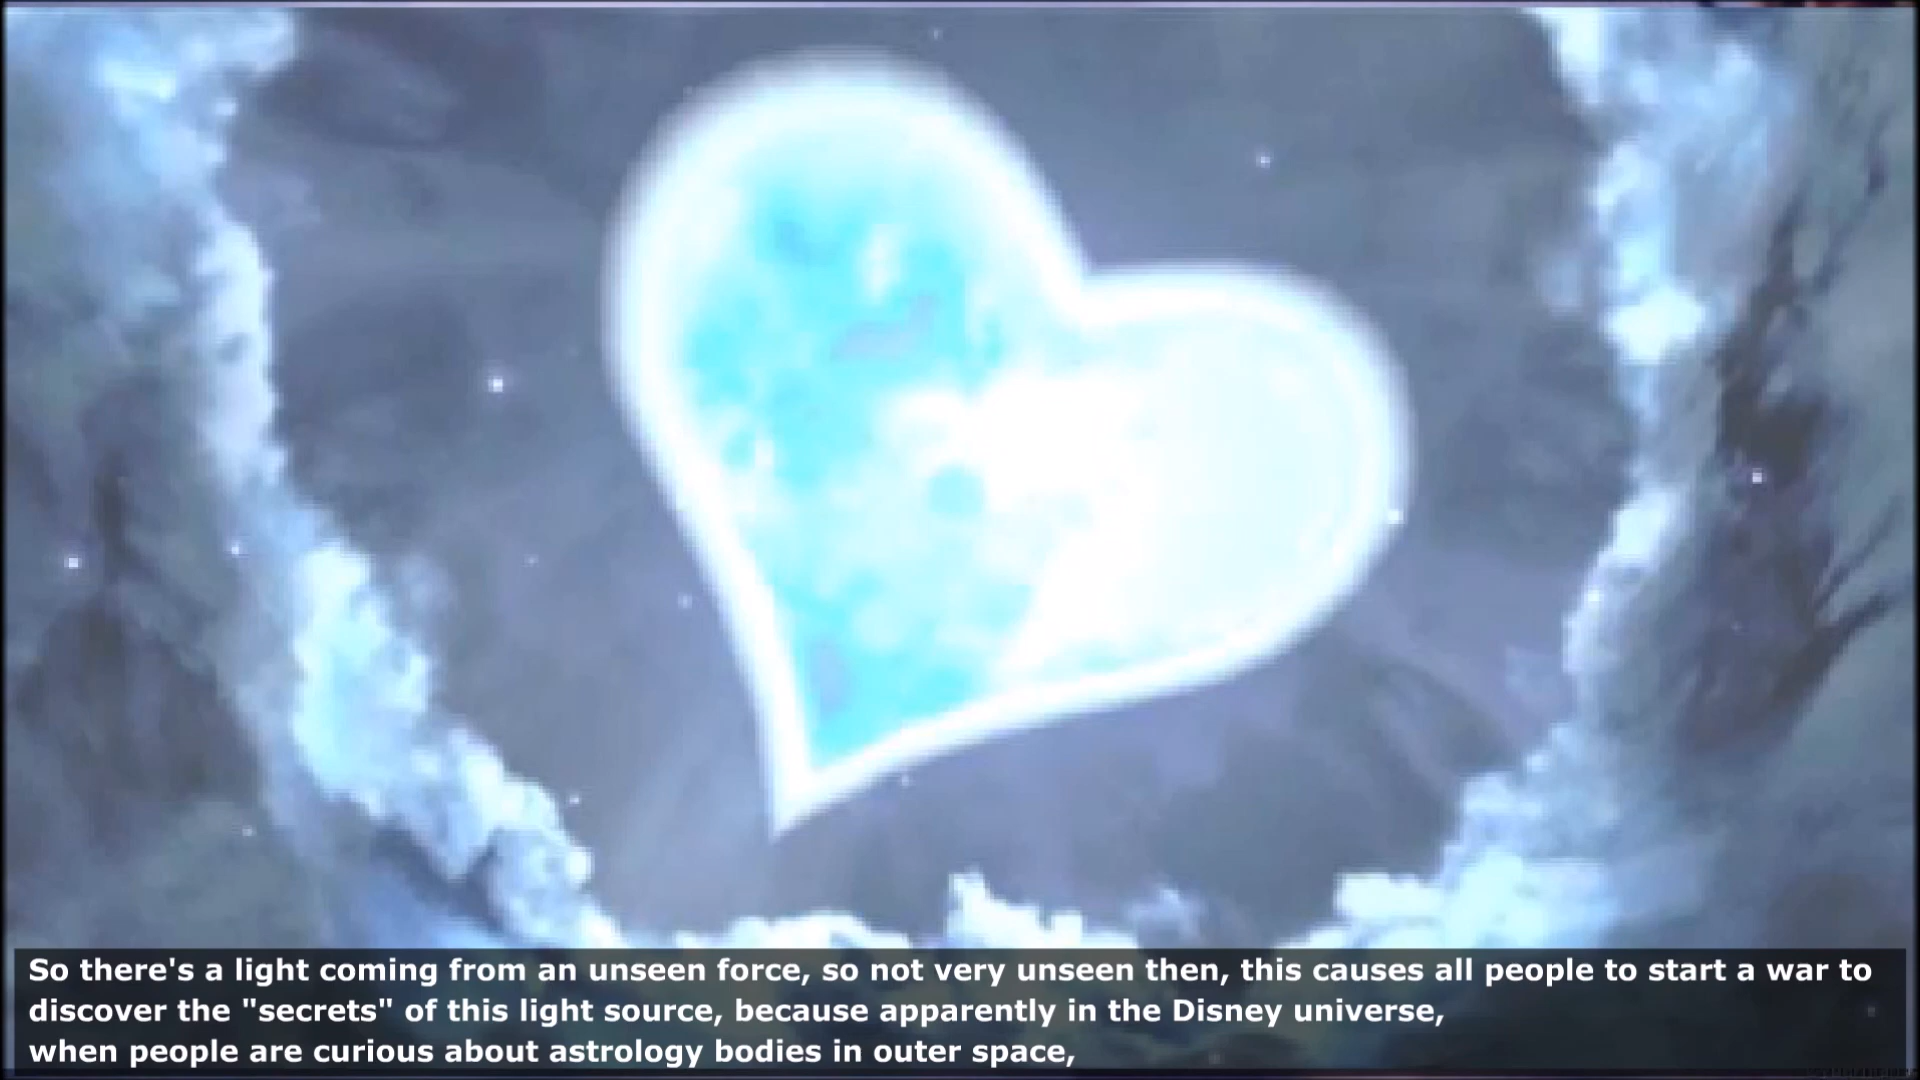 So there's a light coming from an unseen force, so not very unseen then, this causes all people to start a war to
discover the "secrets" of this light source, because apparently in the Disney universe,
when people are curious about astrology bodies in outer space,